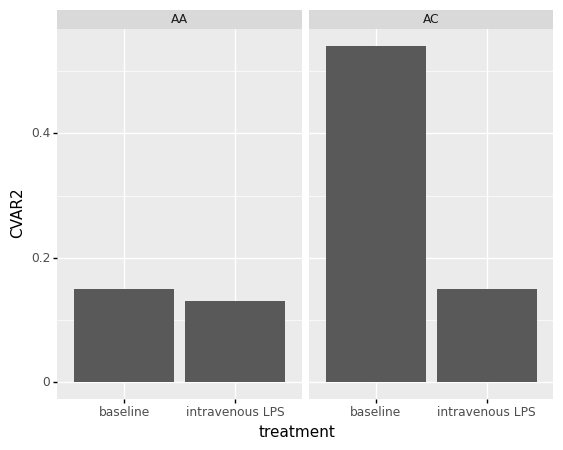 AA
AC
CVAR2
0.4
0.2
0
baseline
intravenous LPS
baseline
intravenous LPS
treatment